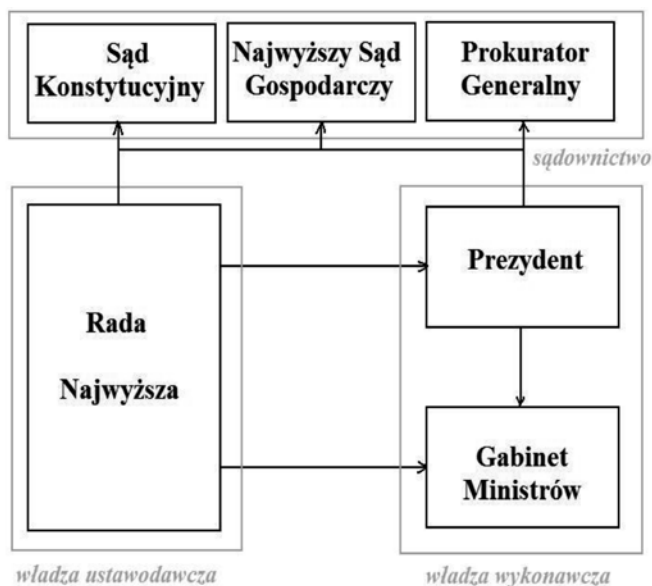 Sąd
Konstytucyjny
Najwyższy Sąd
Gospodarczy
Prokurator
Generalny
sądownictwo
Rada
Najwyższa
Prezydent
Gabinet
Ministrów
władza ustawodawcza
władza wykonawcza